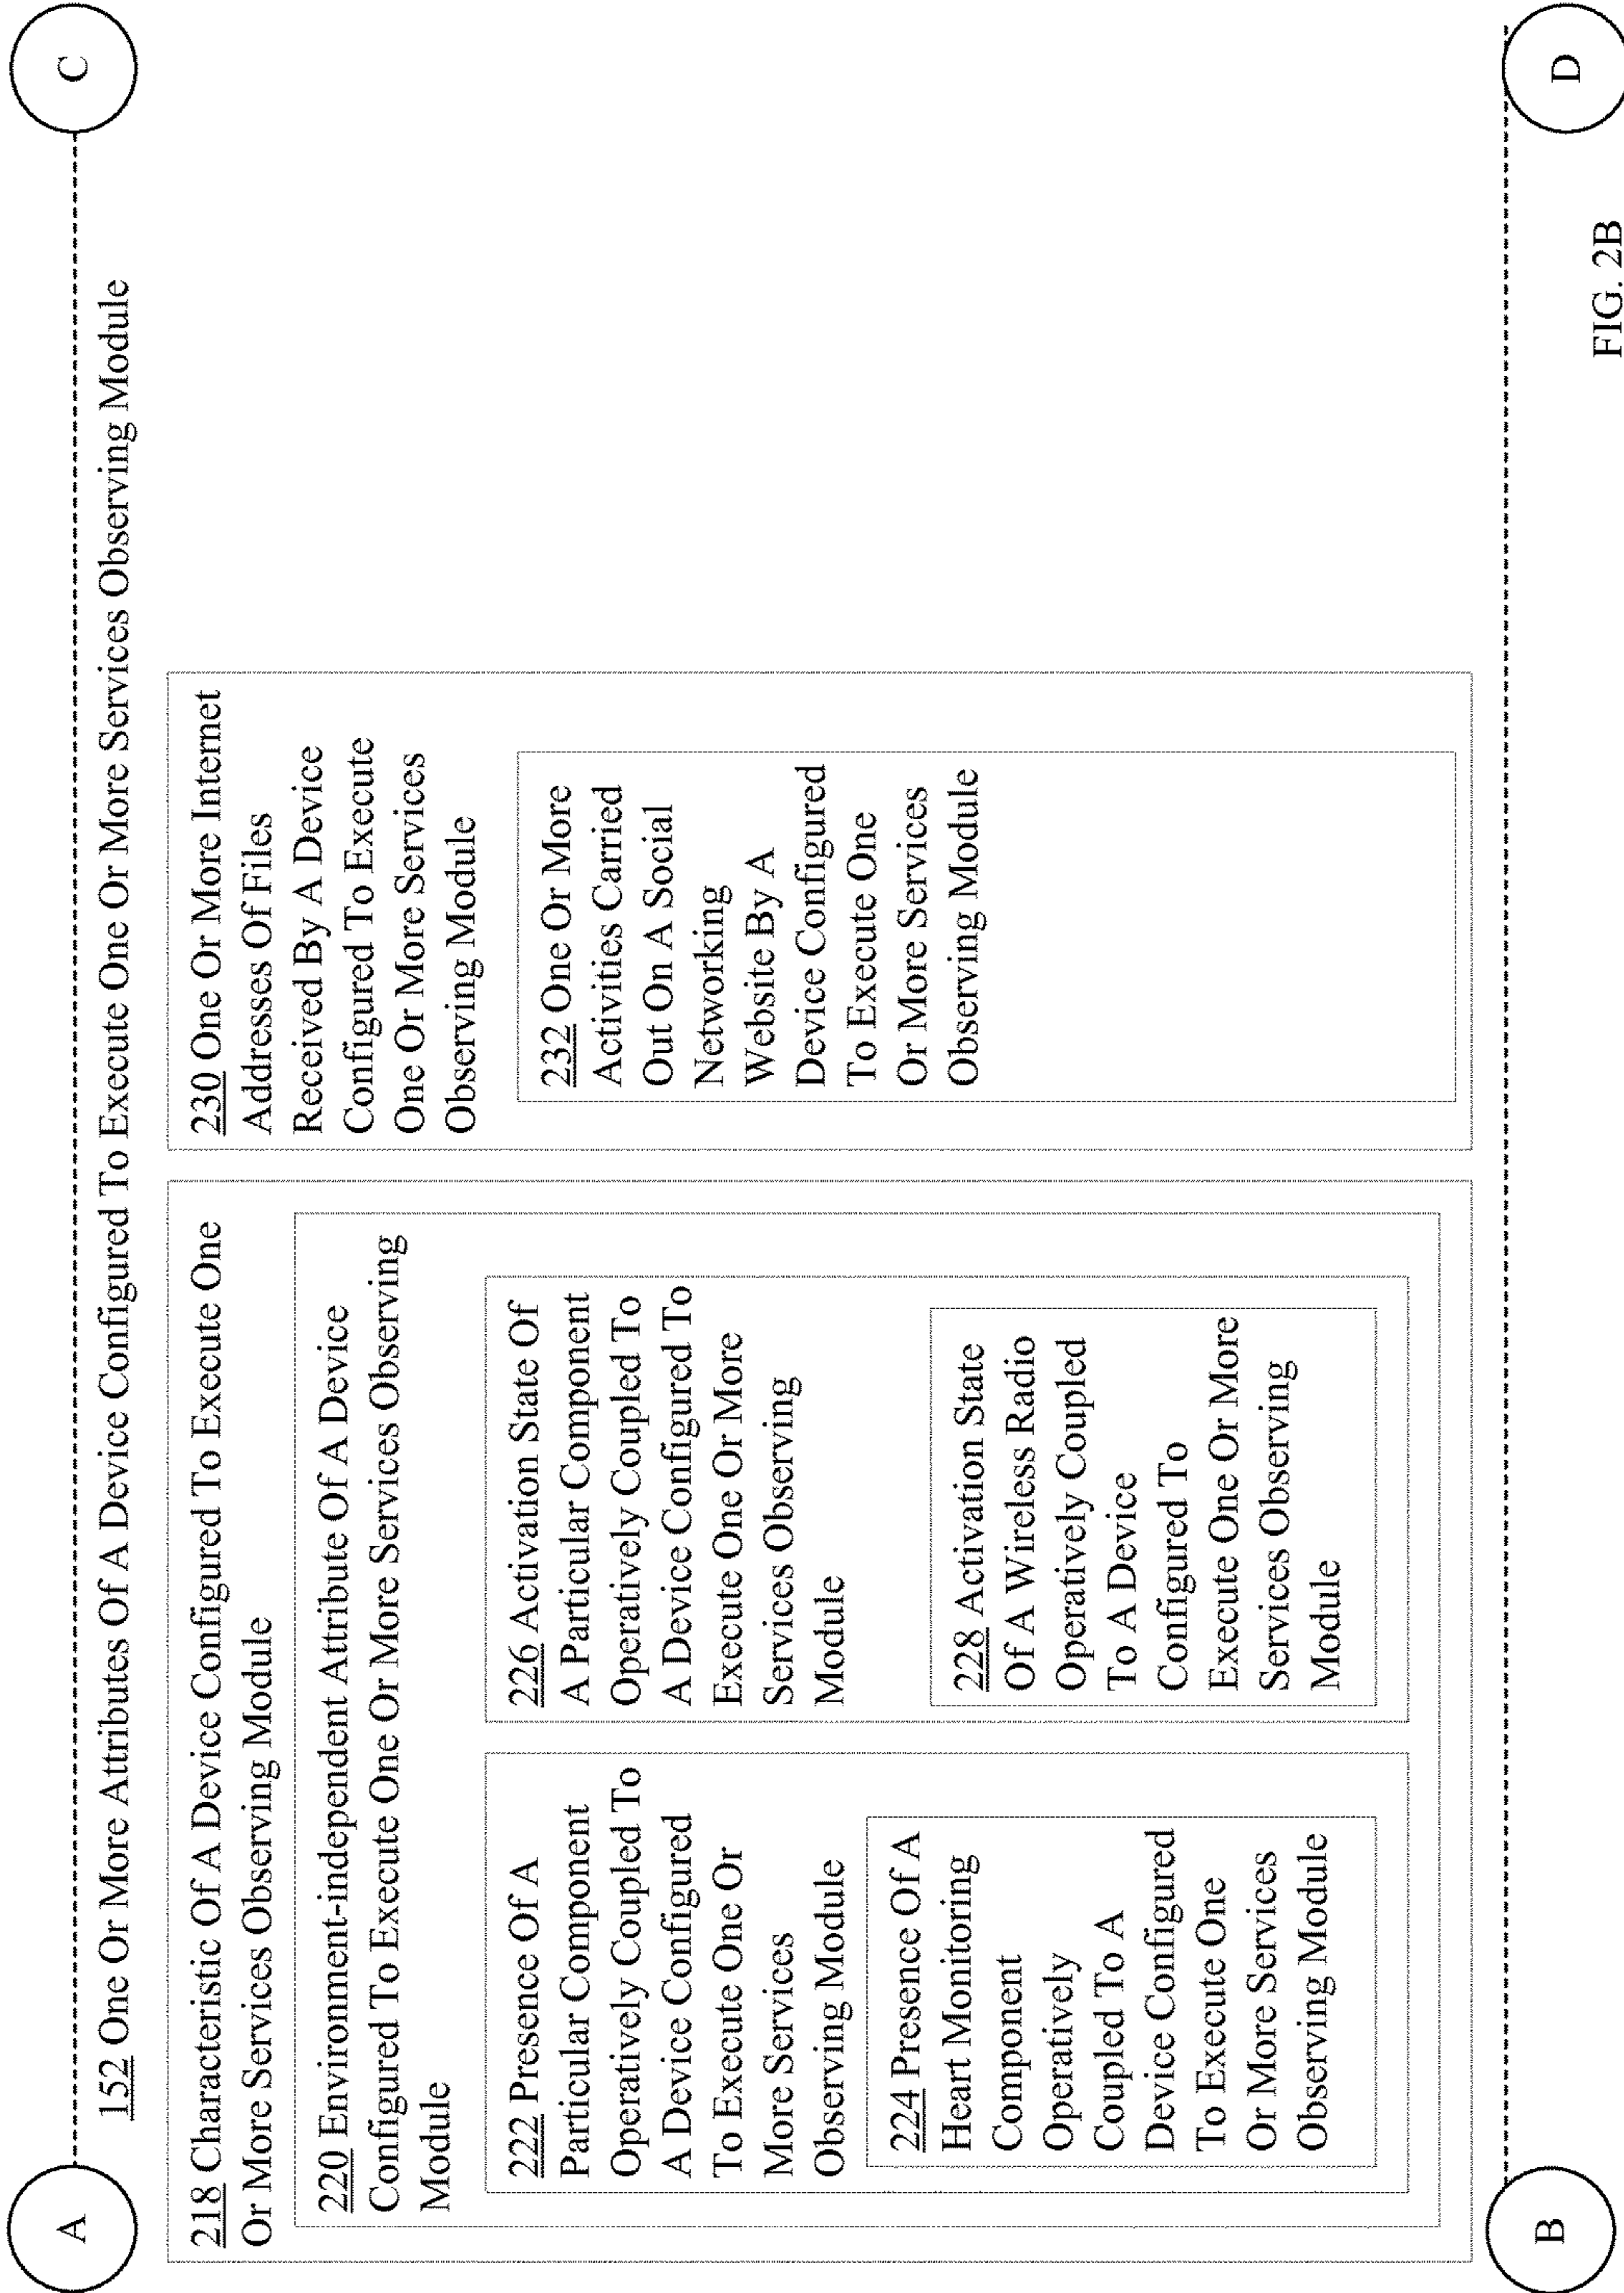 A
C
152 One Or More Attributes Of A Device Configured To Execute One Or More Services Observing Module
218 Characteristic Of A Device Configured To Execute One
Or More Services Observing Module
220 Environment-independent Attribute Of A Device
Configured To Execute One Or More Services Observing
Module
222 Presence Of A
Particular Component
Operatively Coupled To
A Device Configured
To Execute One Or
More Services
Observing Module
224 Presence Of A
Heart Monitoring
Component
Operatively
Coupled To A
Device Configured
To Execute One
Or More Services
Observing Module
226 Activation State Of
A Particular Component
Operatively Coupled To
A Device Configured To
Execute One Or More
Services Observing
Module
228 Activation State
Of A Wireless Radio
Operatively Coupled
To A Device
Configured To
Execute One Or More
Services Observing
Module
230 One Or More Internet
Addresses Of Files
Received By A Device
Configured To Execute
One Or More Services
Observing Module
232 One Or More
Activities Carried
Out On A Social
Networking
Website By A
Device Configured
To Execute One
Or More Services
Observing Module
B
D
FIG. 2B